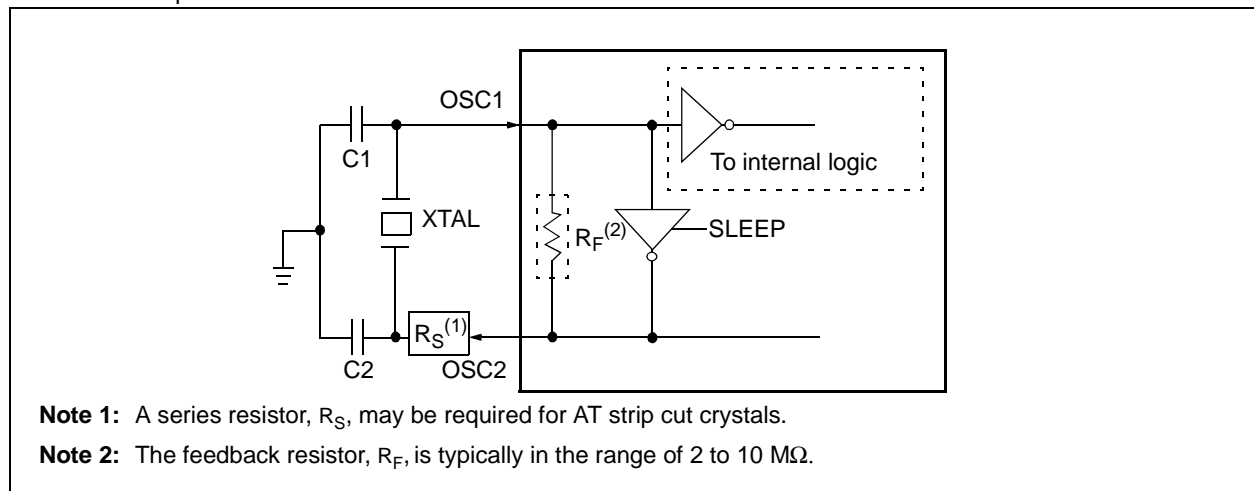 OSC1
C1
To internal logic
XTAL
RF(2)
SLEEP
RS(1)
C2
OSC2
Note 1: A series resistor, RS, may be required for AT strip cut crystals.
Note 2: The feedback resistor, RF, is typically in the range of 2 to 10 MΩ.